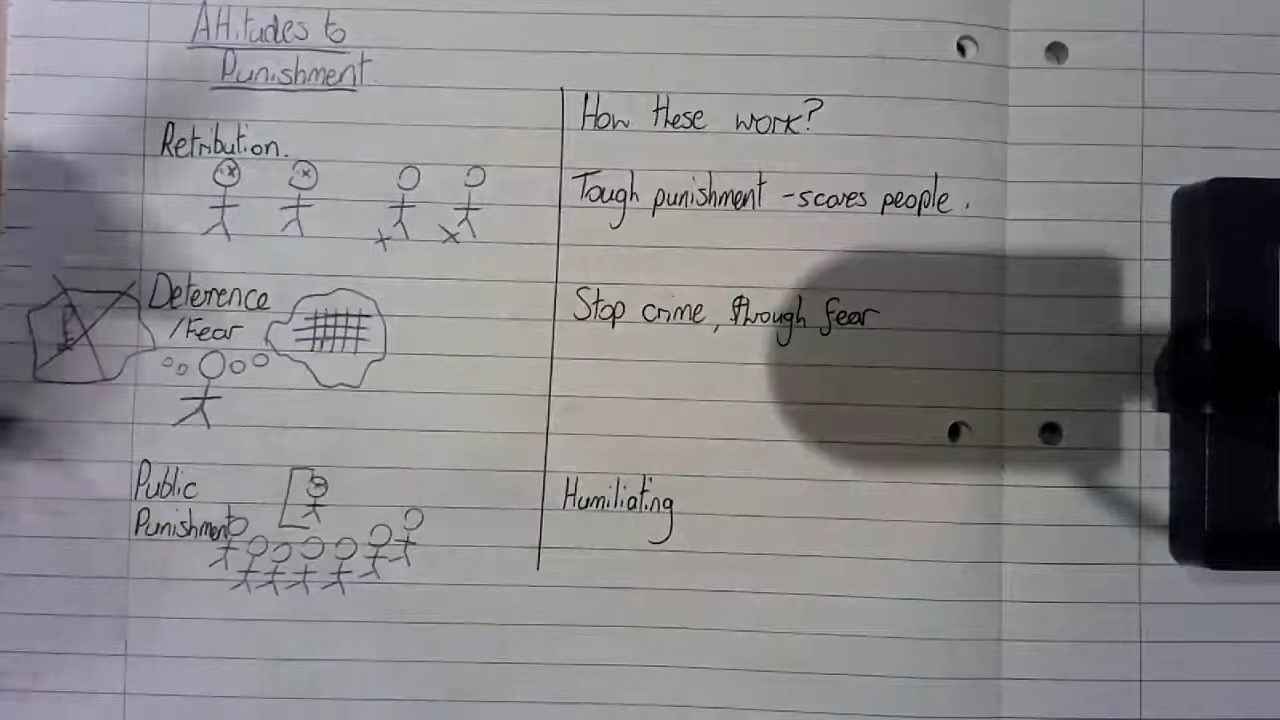 Attitudes to
Punishment
How these work?
Retribution.
Tough punishment - scares people.
Deterence
/Fear
Stop crime, through fear
Public
Punishment
Humiliating